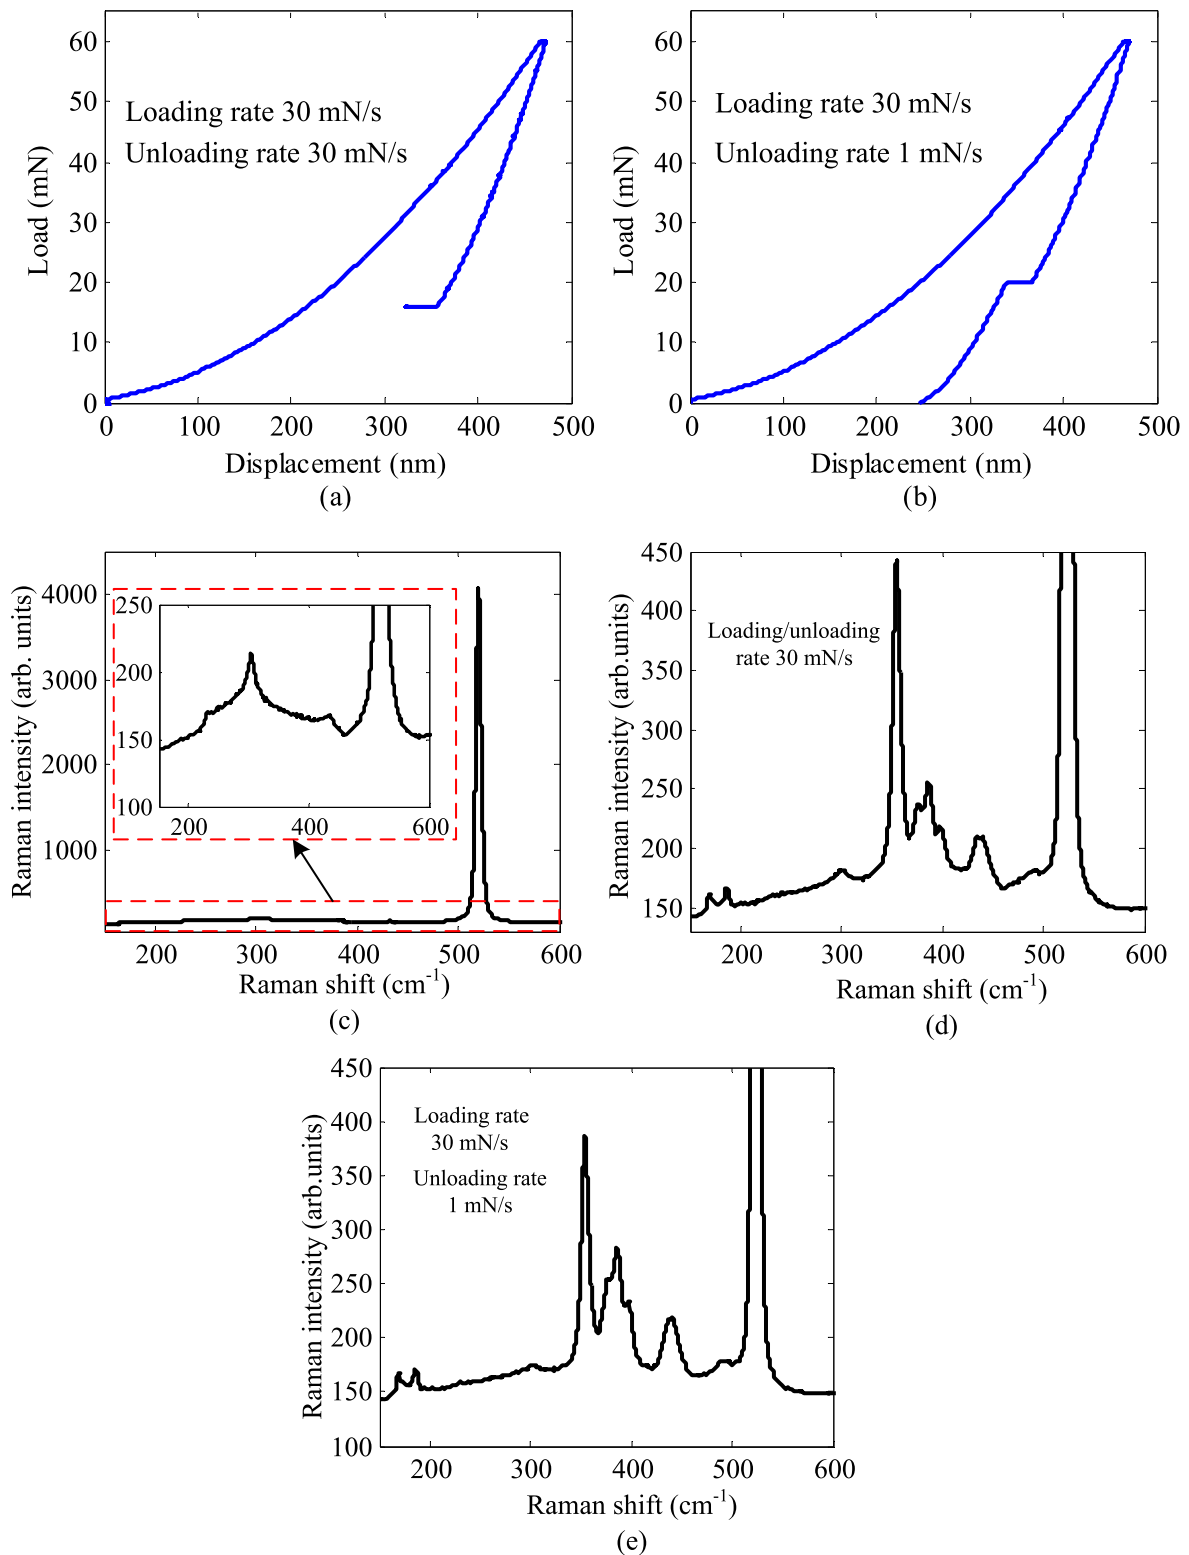 60
50
40
30
20
10
0
Load (mN)
Loading rate 30 mN/s
Unloading rate 30 mN/s
0 100 200 300 400 500
Displacement (nm)
(a)
60
50
40
30
20
10
0
Load (mN)
Loading rate 30 mN/s
Unloading rate 1 mN/s
0 100 200 300 400 500
Displacement (nm)
(b)
4000
3000
2000
1000
Raman intensity (arb. units)
250
200
150
100
200 400 600
200 300 400 500 600
Raman shift (cm-1)
(c)
450
400
350
300
250
200
150
Raman intensity (arb.units)
Loading/unloading
rate 30 mN/s
200 300 400 500 600
Raman shift (cm-1)
(d)
450
400
350
300
250
200
150
100
Raman intensity (arb.units)
Loading rate
30 mN/s
Unloading rate
1 mN/s
200 300 400 500 600
Raman shift (cm-1)
(e)